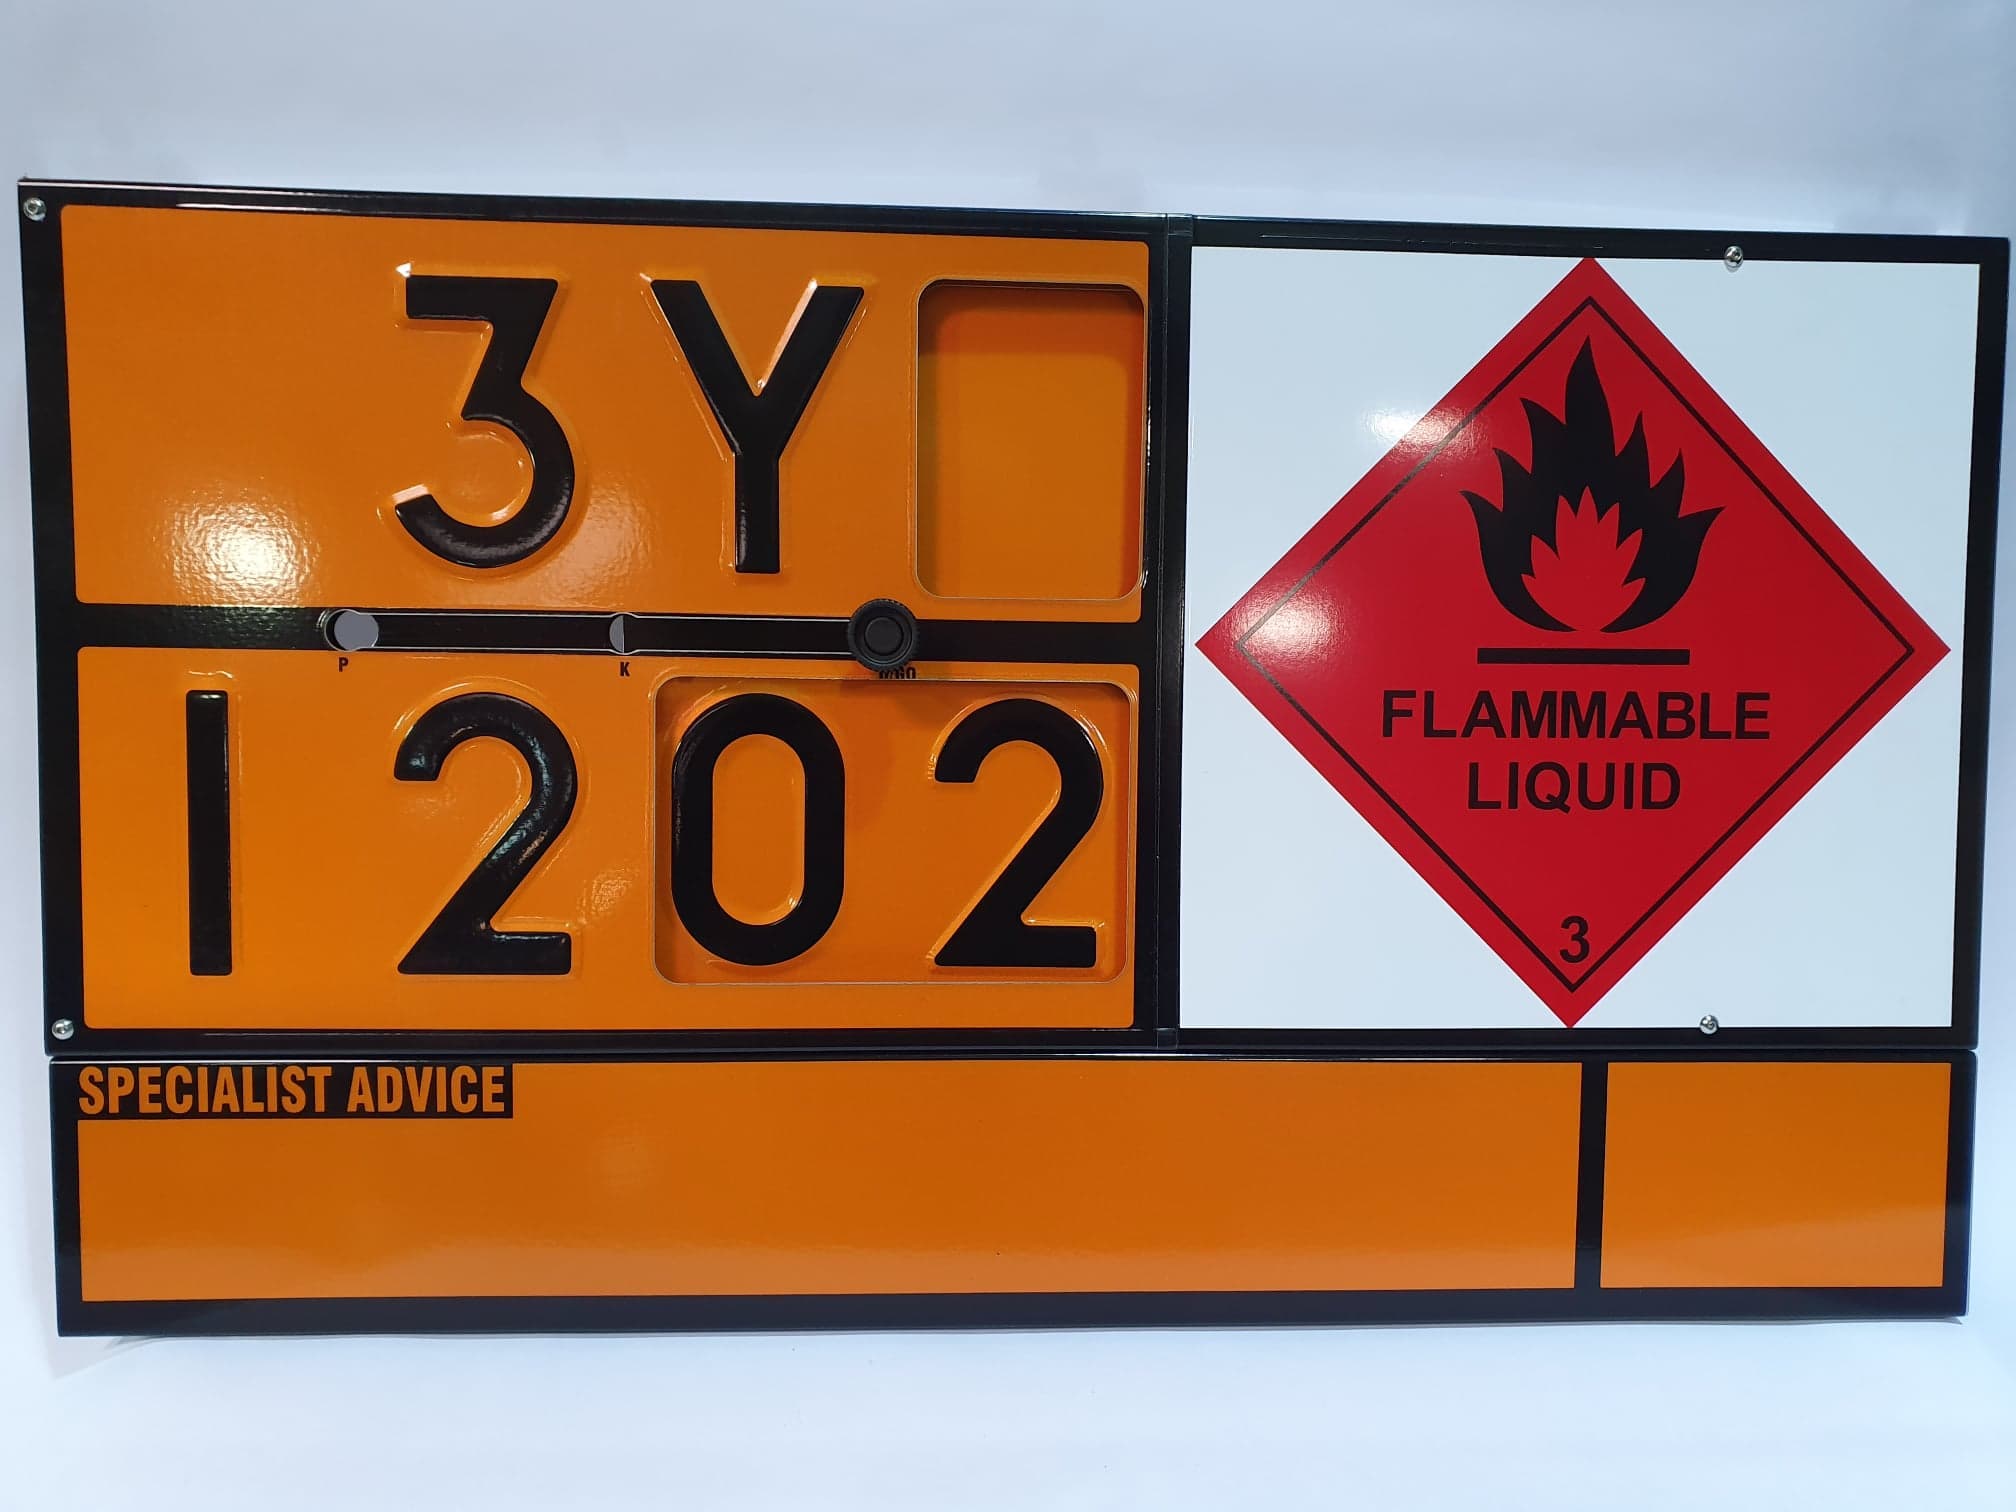 3Y
P K
1202
FLAMMABLE
LIQUID
3
SPECIALIST ADVICE